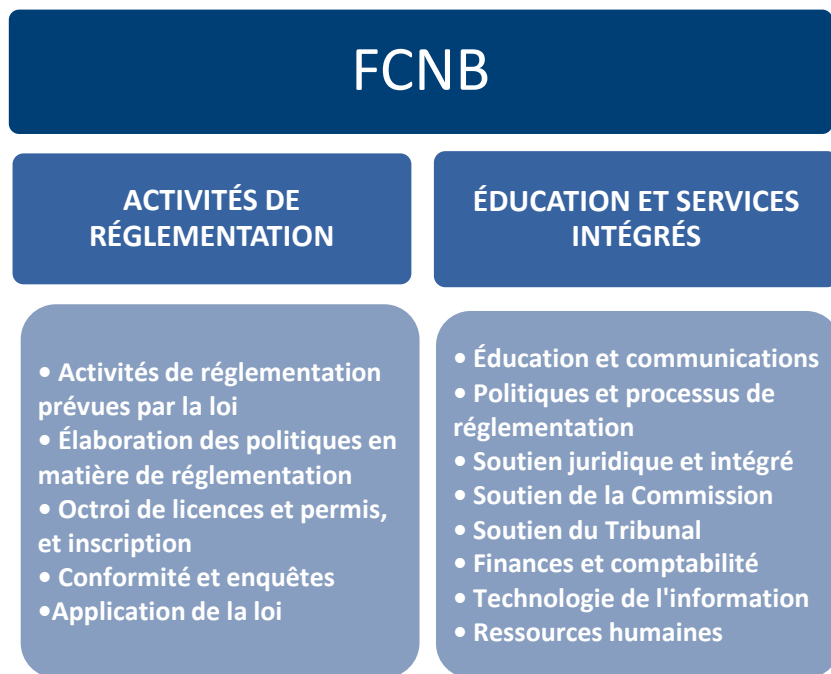 FCNB
ACTIVITÉS DE
RÉGLEMENTATION
• Activités de réglementation
prévues par la loi
• Élaboration des politiques en
matière de réglementation
• Octroi de licences et permis,
et inscription
• Conformité et enquêtes
•Application de la loi
ÉDUCATION ET SERVICES
INTÉGRÉS
• Éducation et communications
• Politiques et processus de
réglementation
• Soutien juridique et intégré
• Soutien de la Commission
• Soutien du Tribunal
• Finances et comptabilité
• Technologie de l'information
• Ressources humaines